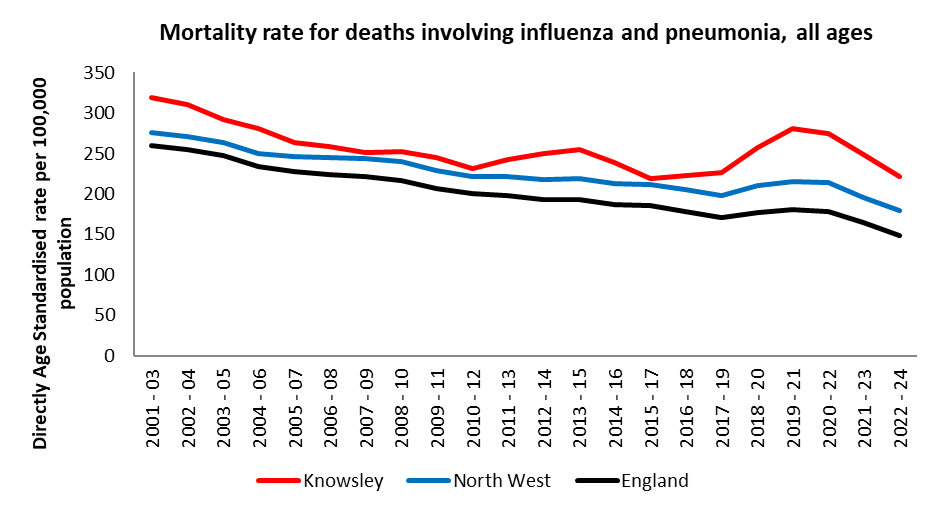 Mortality rate for deaths involving influenza and pneumonia, all ages
Directly Age Standardised rate per 100,000
population
350
300
250
200
150
100
50
0
2001 - 03
2002 - 04
2003 - 05
2004 - 06
2005 - 07
2006 - 08
2007 - 09
2008 - 10
2009 - 11
2010 - 12
2011 - 13
2012 - 14
2013 - 15
2014 - 16
2015 - 17
2016 - 18
2017 - 19
2018 - 20
2019 - 21
2020 - 22
2021 - 23
2022 - 24
Knowsley
North West
England